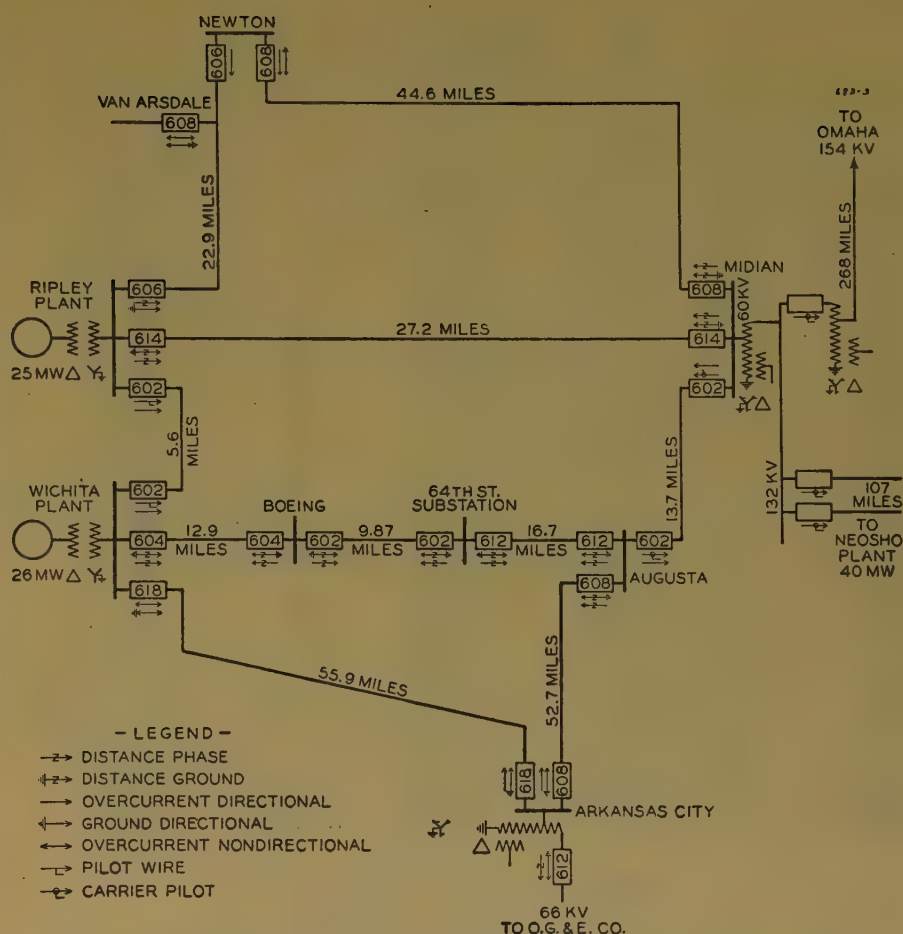 NEWTON
606
608
VAN ARSDALE
608
44.6 MILES
683-3
TO
OMAHA
154 KV
22.9 MILES
268 MILES
RIPLEY
PLANT
606
608
MIDIAN
60 KV
25 MW
614
27.2 MILES
614
602
602
5.6
MILES
13.7 MILES
132 KV
WICHITA
PLANT
602
BOEING
64TH ST.
SUBSTATION
107
MILES
TO
NEOSHO
PLANT
40 MW
26 MW
604
12.9
MILES
604
602
9.87
MILES
602
612
16.7
MILES
612
602
AUGUSTA
618
608
55.9 MILES
52.7 MILES
- LEGEND -
DISTANCE PHASE
DISTANCE GROUND
OVERCURRENT DIRECTIONAL
GROUND DIRECTIONAL
OVERCURRENT NONDIRECTIONAL
PILOT WIRE
CARRIER PILOT
618
608
ARKANSAS CITY
612
66 KV
TO O.G. & E. CO.